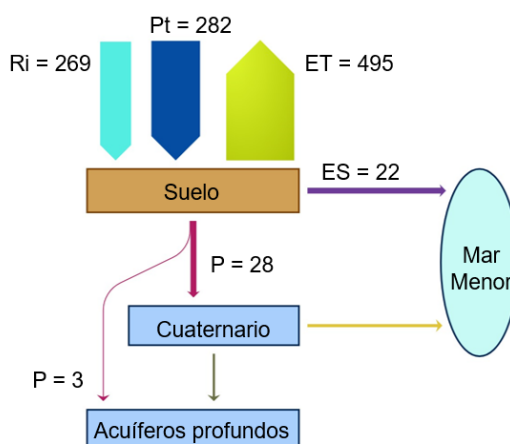 Pt = 282
Ri = 269
ET = 495
Suelo
ES = 22
Mar
Menor
P = 28
Cuaternario
P = 3
Acuíferos profundos